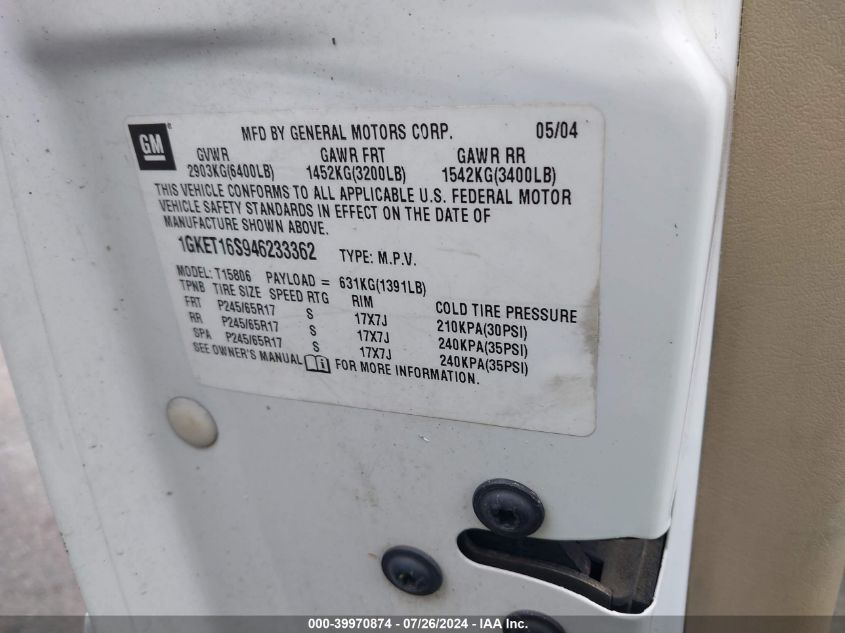 GM ®
MFD BY GENERAL MOTORS CORP. 05/04
GVWR GAWR FRT GAWR RR
2903KG(6400LB) 1452KG(3200LB) 1542KG(3400LB)
THIS VEHICLE CONFORMS TO ALL APPLICABLE U.S. FEDERAL MOTOR
VEHICLE SAFETY STANDARDS IN EFFECT ON THE DATE OF
MANUFACTURE SHOWN ABOVE.
1GKET16S946233362 TYPE: M.P.V.
MODEL: T15806 PAYLOAD = 631KG(1391LB)
TPNB TIRE SIZE SPEED RTG RIM COLD TIRE PRESSURE
FRT P245/65R17 S 17X7J 210KPA(30PSI)
RR P245/65R17 S 17X7J 240KPA(35PSI)
SPA P245/65R17 S 17X7J 240KPA(35PSI)
SEE OWNER'S MANUAL i FOR MORE INFORMATION.
000-39970874 / 07/26/2024 - IAA Inc.